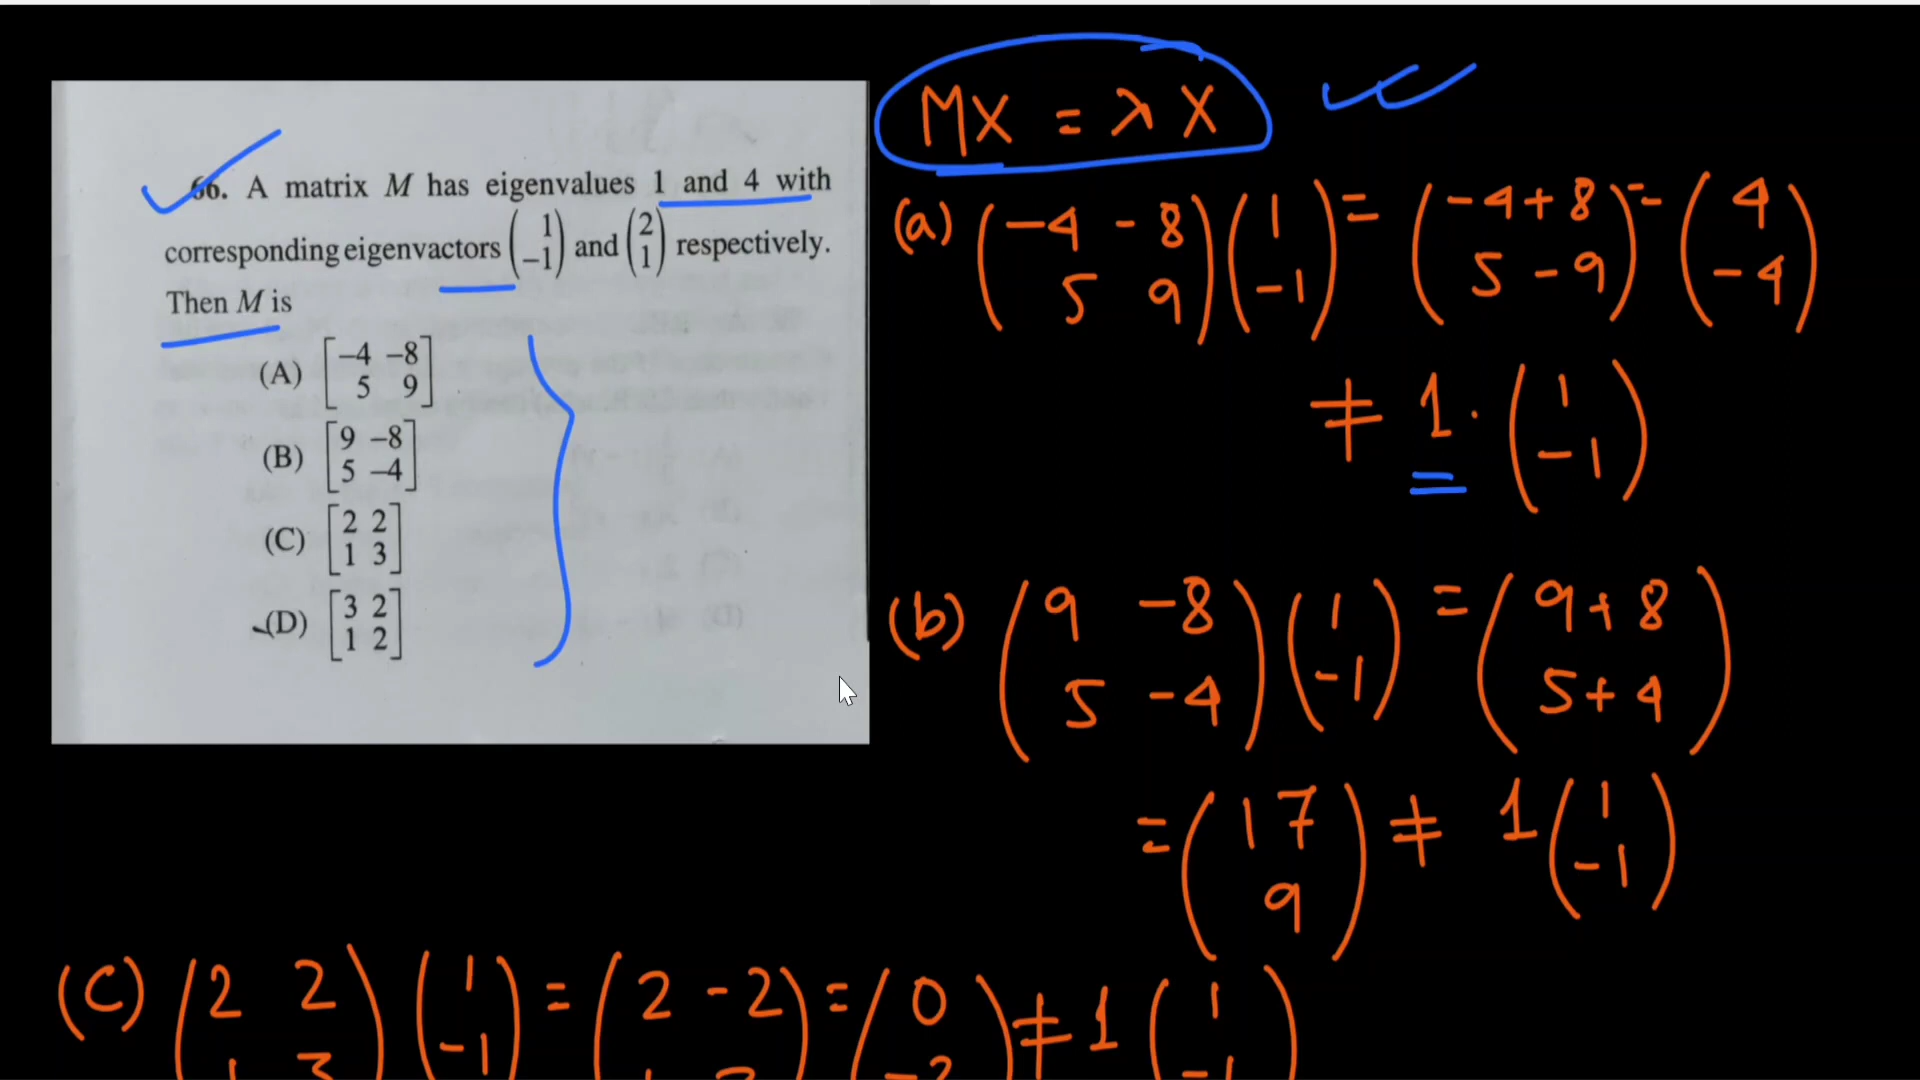 66. A matrix M has eigenvalues 1 and 4 with
corresponding eigenvactors (1 -1) and (2 1) respectively.
Then M is
(A) [-4 -8
5 9]
(B) [9 -8
5 -4]
(C) [2 2
1 3]
(D) [3 2
1 2]
MX = λX
(a) (-4 -8 (1 = (-4+8 = (4
5 9) -1) 5-9) -4)
≠ 1. (1
-1)
(b) (9 -8 (1 = (9+8
5 -4) -1) 5+4)
= (17 ≠ 1 (1
9) -1)
(C) (2 2 (1 = (2-2 = (0 ≠ 1 (1
3 -1 -2 -1